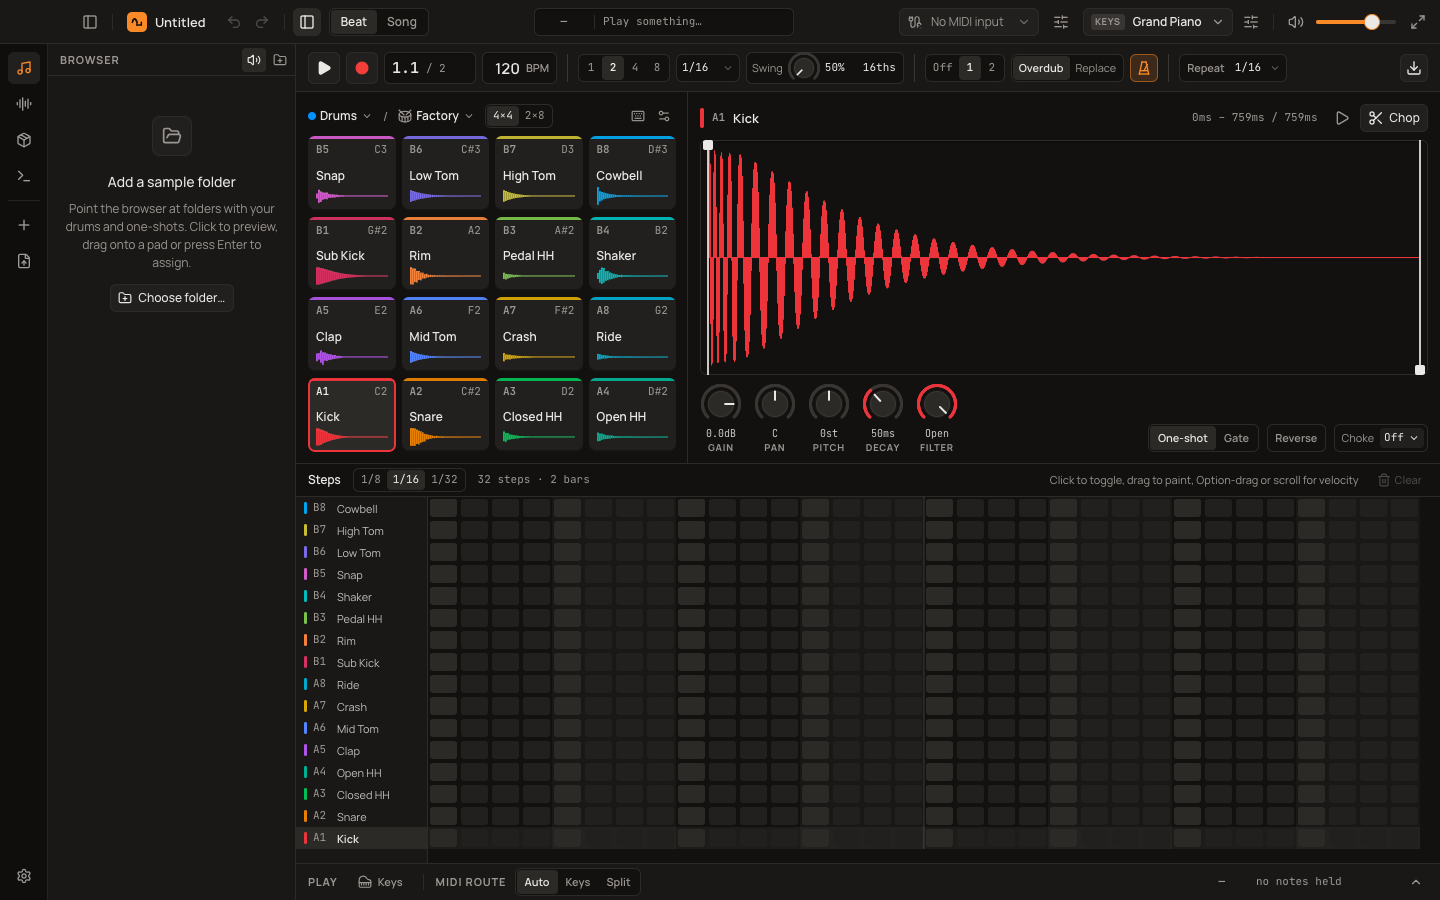 Untitled
Beat Song
– Play something…
No MIDI input
KEYS Grand Piano
BROWSER
1.1 / 2
120 BPM
1 2 4 8
1/16
Swing 50% 16ths
Off 1 2
Overdub Replace
Repeat 1/16
Add a sample folder
Point the browser at folders with your
drums and one-shots. Click to preview,
drag onto a pad or press Enter to
assign.
Choose folder…
Drums / Factory 4×4 2×8
B5 C3 B6 C#3 B7 D3 B8 D#3
Snap Low Tom High Tom Cowbell
B1 G#2 B2 A2 B3 A#2 B4 B2
Sub Kick Rim Pedal HH Shaker
A5 E2 A6 F2 A7 F#2 A8 G2
Clap Mid Tom Crash Ride
A1 C2 A2 C#2 A3 D2 A4 D#2
Kick Snare Closed HH Open HH
A1 Kick
0ms – 759ms / 759ms
Chop
0.0dB C 0st 50ms Open
GAIN PAN PITCH DECAY FILTER
One-shot Gate Reverse Choke Off
Steps 1/8 1/16 1/32 32 steps · 2 bars
Click to toggle, drag to paint, Option-drag or scroll for velocity Clear
B8 Cowbell
B7 High Tom
B6 Low Tom
B5 Snap
B4 Shaker
B3 Pedal HH
B2 Rim
B1 Sub Kick
A8 Ride
A7 Crash
A6 Mid Tom
A5 Clap
A4 Open HH
A3 Closed HH
A2 Snare
A1 Kick
PLAY Keys MIDI ROUTE Auto Keys Split
– no notes held